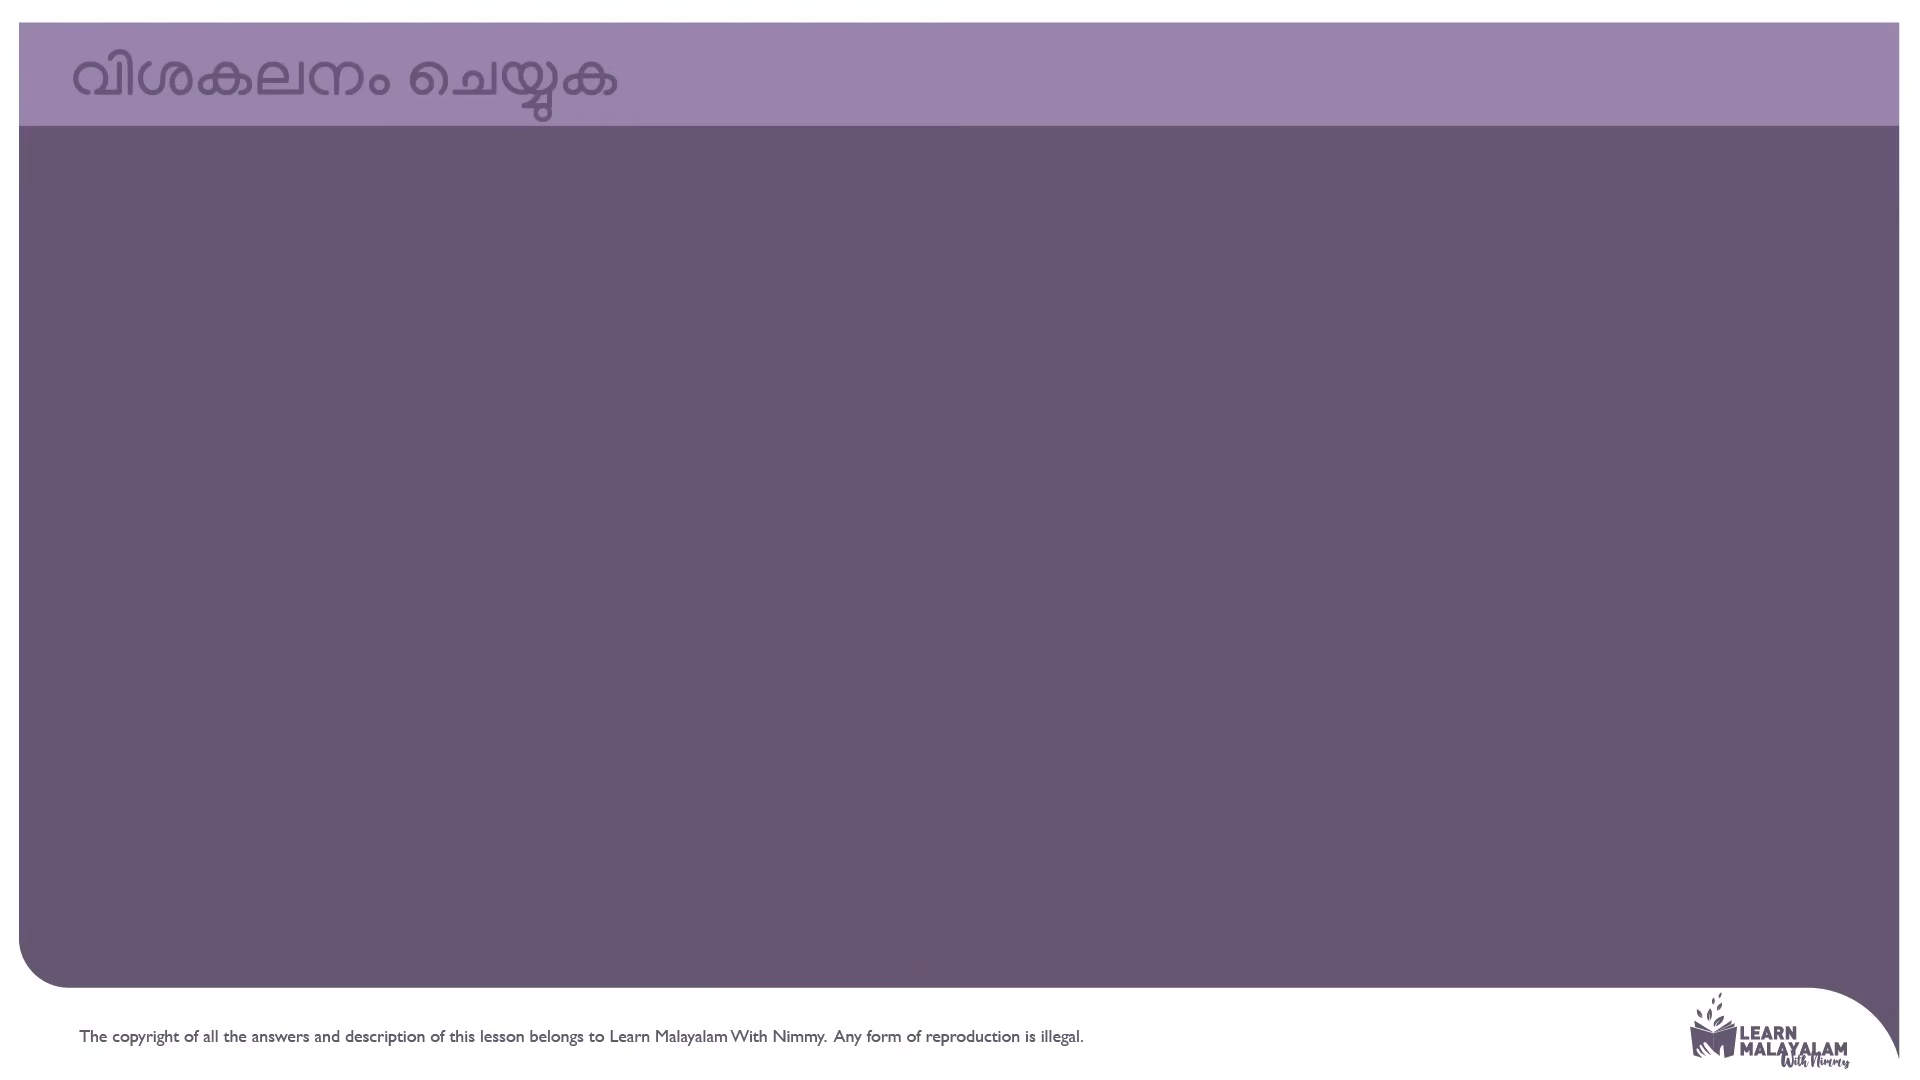 വിശകലനം ചെയ്യുക
The copyright of all the answers and description of this lesson belongs to Learn Malayalam With Nimmy. Any form of reproduction is illegal.
LEARN
MALAYALAM
With Nimmy